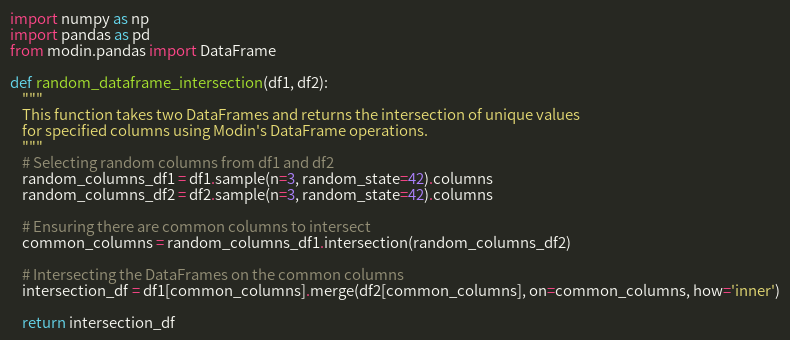 import numpy as np
import pandas as pd
from modin.pandas import DataFrame

def random_dataframe_intersection(df1, df2):
    """
    This function takes two DataFrames and returns the intersection of unique values
    for specified columns using Modin's DataFrame operations.
    """
    # Selecting random columns from df1 and df2
    random_columns_df1 = df1.sample(n=3, random_state=42).columns
    random_columns_df2 = df2.sample(n=3, random_state=42).columns

    # Ensuring there are common columns to intersect
    common_columns = random_columns_df1.intersection(random_columns_df2)

    # Intersecting the DataFrames on the common columns
    intersection_df = df1[common_columns].merge(df2[common_columns], on=common_columns, how='inner')

    return intersection_df